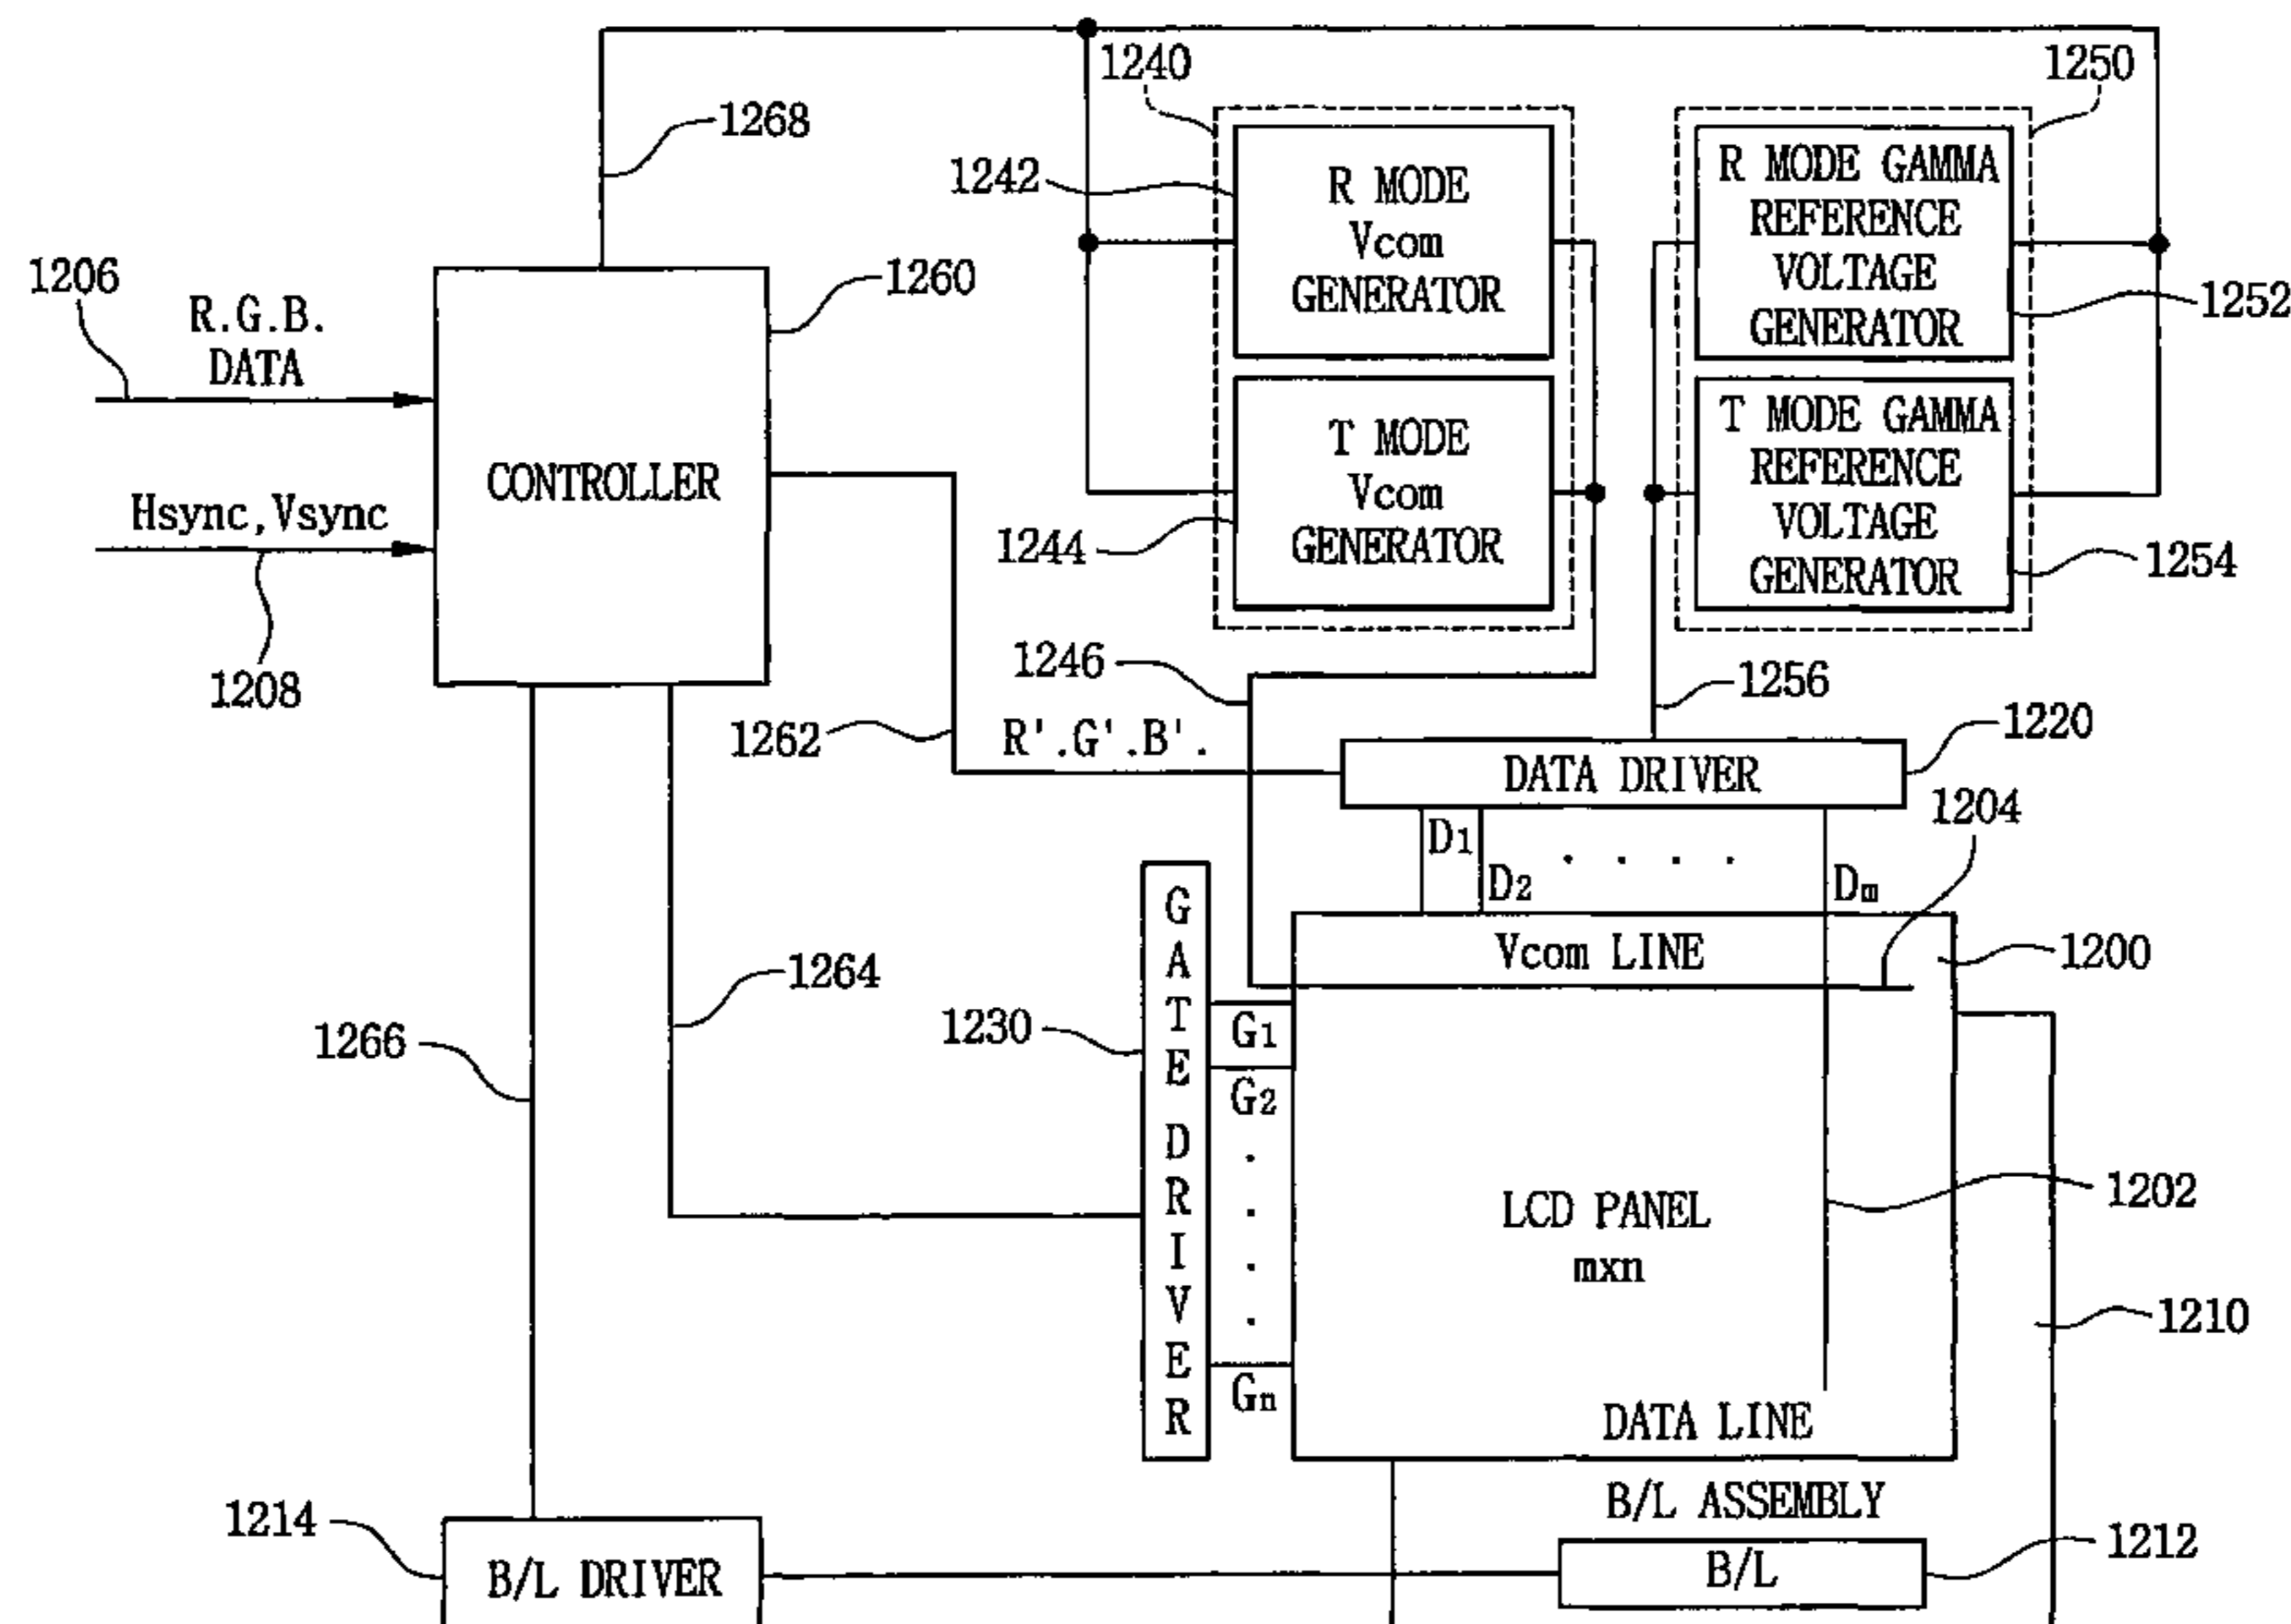 1240
1250
1268
1242
R MODE
Vcom
GENERATOR
R MODE GAMMA
REFERENCE
VOLTAGE
GENERATOR
1252
1206
R.G.B.
DATA
1260
CONTROLLER
Hsync,Vsync
1208
T MODE
Vcom
GENERATOR
1244
T MODE GAMMA
REFERENCE
VOLTAGE
GENERATOR
1254
1246
1256
1262
R'.G'.B'.
1220
DATA DRIVER
1204
D1
D2
. . . .
Dm
1200
Vcom LINE
1264
1266
1230
GATE DRIVER
G1
G2
.
.
.
.
Gn
LCD PANEL
mxn
1202
1210
DATA LINE
B/L ASSEMBLY
1214
B/L DRIVER
B/L
1212